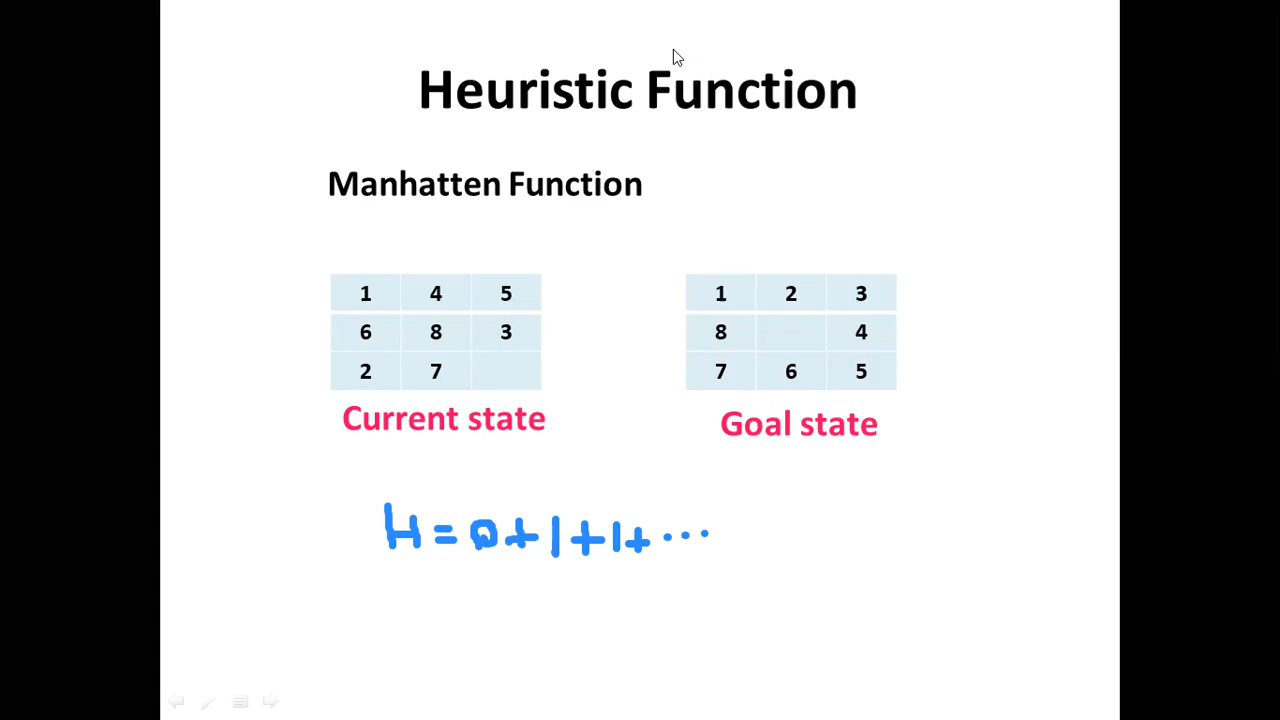 Heuristic Function
Manhatten Function
1 4 5
6 8 3
2 7
Current state
1 2 3
8 4
7 6 5
Goal state
H = 0 + 1 + 1 + ...